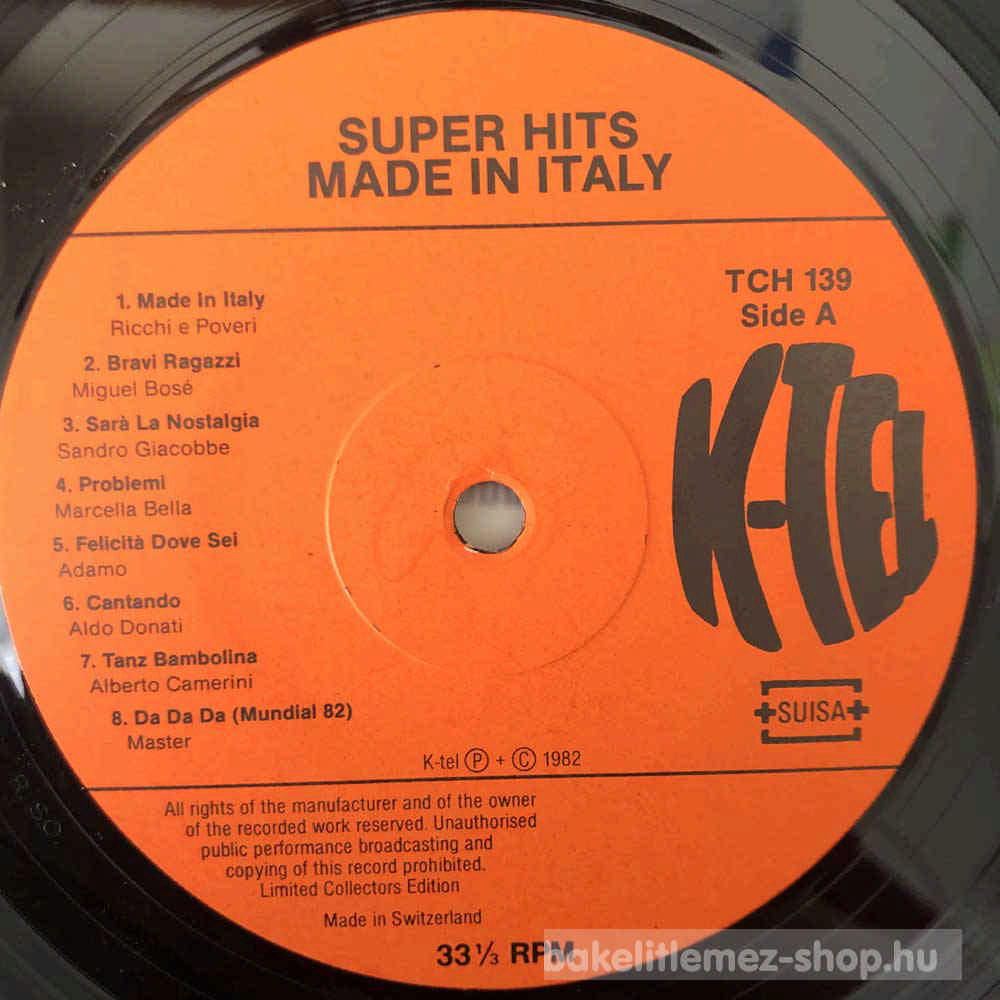 SUPER HITS
MADE IN ITALY
TCH 139
Side A
1. Made In Italy
Ricchi e Poveri
2. Bravi Ragazzi
Miguel Bosé
3. Sarà La Nostalgia
Sandro Giacobbe
4. Problemi
Marcella Bella
5. Felicità Dove Sei
Adamo
6. Cantando
Aldo Donati
7. Tanz Bambolina
Alberto Camerini
8. Da Da Da (Mundial 82)
Master
K-TEL
SUISA
K-tel Ⓟ + © 1982
All rights of the manufacturer and of the owner
of the recorded work reserved. Unauthorised
public performance broadcasting and
copying of this record prohibited.
Limited Collectors Edition
Made in Switzerland
33 ⅓ RPM
bakelitlemez-shop.hu